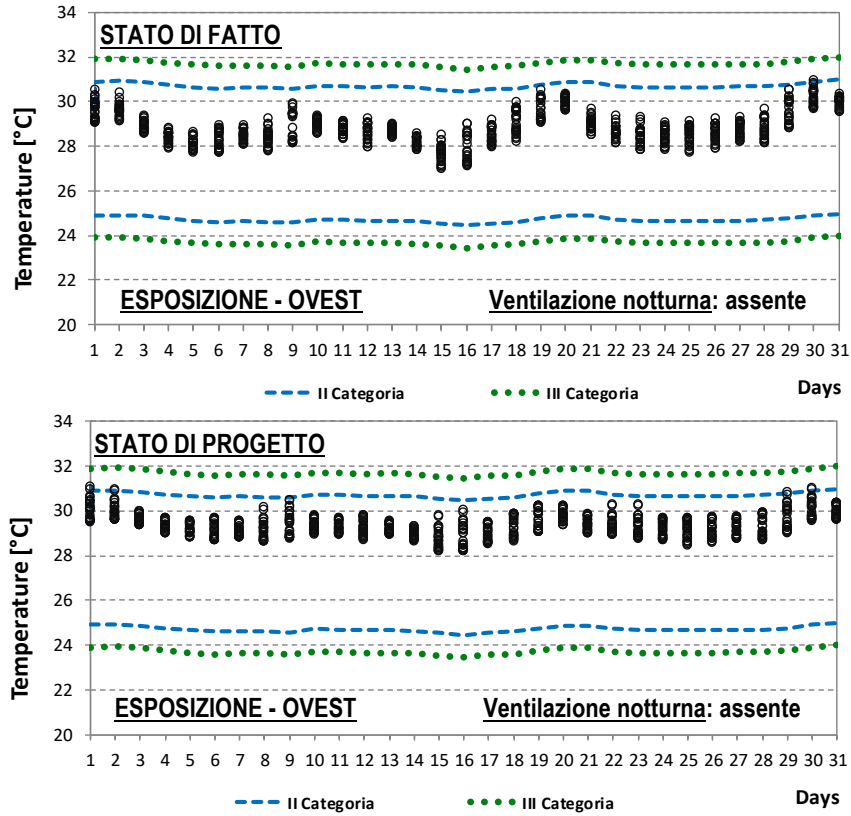 34
STATO DI FATTO
32
30
28
26
24
22
20
Temperature [°C]
ESPOSIZIONE - OVEST Ventilazione notturna: assente
1 2 3 4 5 6 7 8 9 10 11 12 13 14 15 16 17 18 19 20 21 22 23 24 25 26 27 28 29 30 31
II Categoria III Categoria Days
34
STATO DI PROGETTO
32
30
28
26
24
22
20
Temperature [°C]
ESPOSIZIONE - OVEST Ventilazione notturna: assente
1 2 3 4 5 6 7 8 9 10 11 12 13 14 15 16 17 18 19 20 21 22 23 24 25 26 27 28 29 30 31
II Categoria III Categoria Days